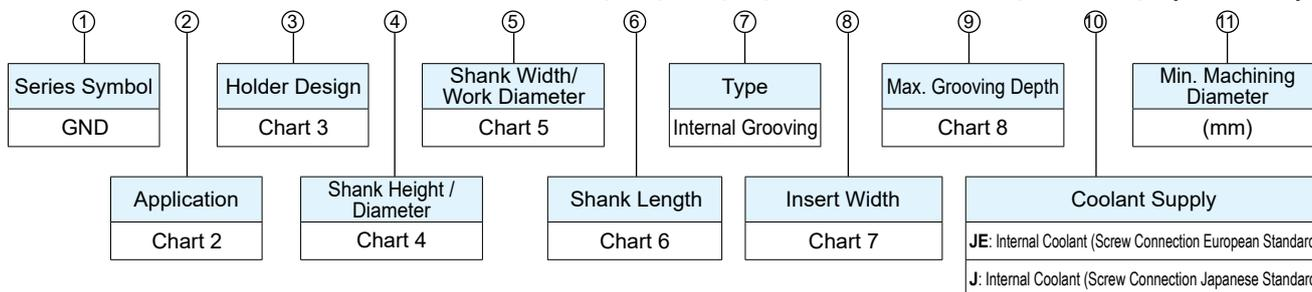 ① ② ③ ④ ⑤ ⑥ ⑦ ⑧ ⑨ ⑩ ⑪
Series Symbol
GND
Holder Design
Chart 3
Shank Width/
Work Diameter
Chart 5
Type
Internal Grooving
Max. Grooving Depth
Chart 8
Min. Machining
Diameter
(mm)
Application
Chart 2
Shank Height /
Diameter
Chart 4
Shank Length
Chart 6
Insert Width
Chart 7
Coolant Supply
JE: Internal Coolant (Screw Connection European Standard
J: Internal Coolant (Screw Connection Japanese Standard